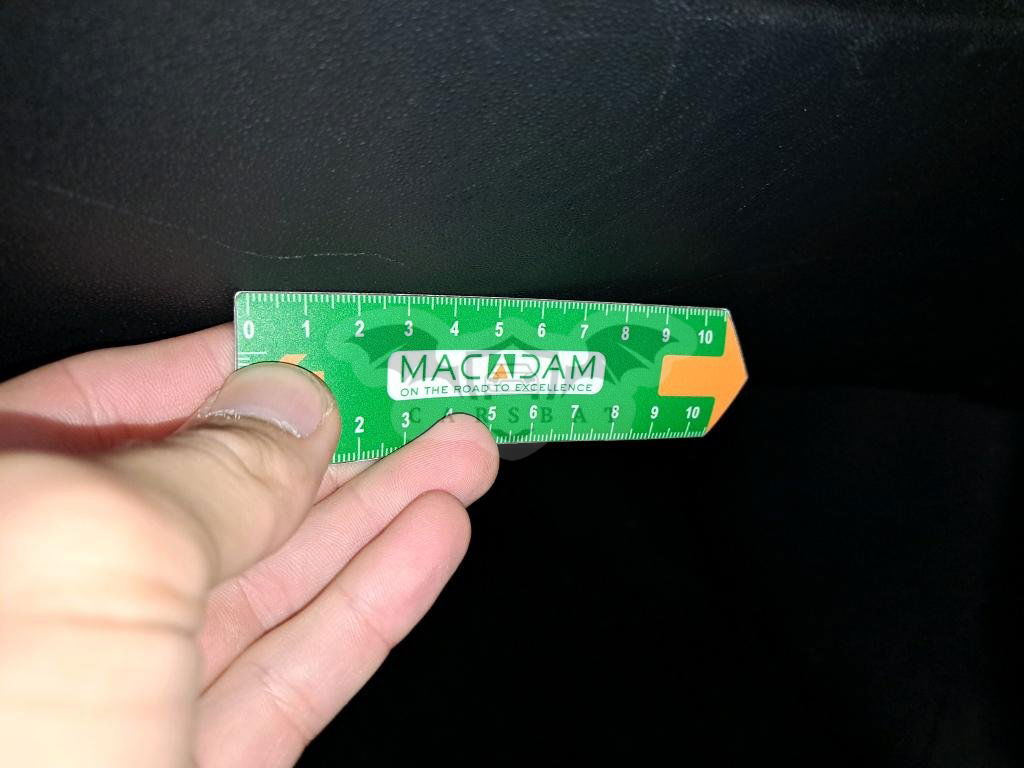 0 1 2 3 4 5 6 7 8 9 10
MACADAM
ON THE ROAD TO EXCELLENCE
CARSBAT
2 3 4 5 6 7 8 9 10